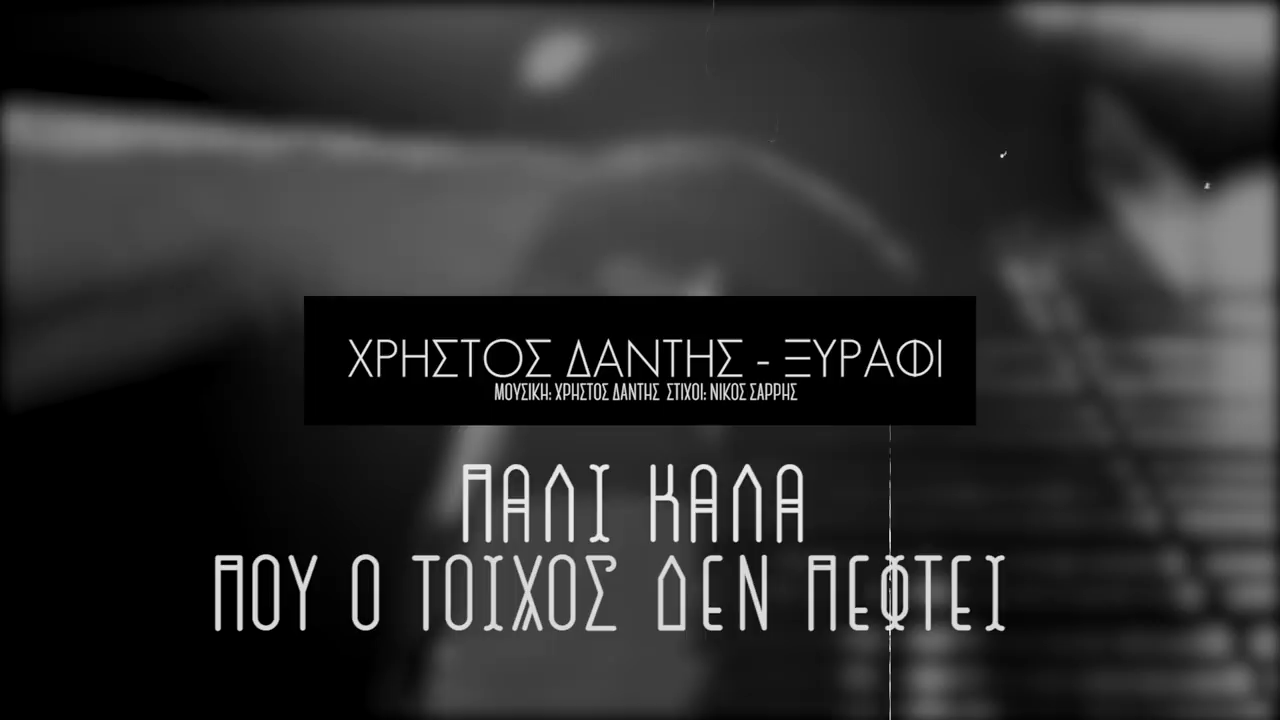 ΧΡΗΣΤΟΣ ΔΑΝΤΗΣ - ΞΥΡΑΦΙ
ΜΟΥΣΙΚΗ: ΧΡΗΣΤΟΣ ΔΑΝΤΗΣ ΣΤΙΧΟΙ: ΝΙΚΟΣ ΣΑΡΡΗΣ
ΠΑΛΙ ΚΑΛΑ
ΠΟΥ Ο ΤΟΙΧΟΣ ΔΕΝ ΠΕΦΤΕΙ